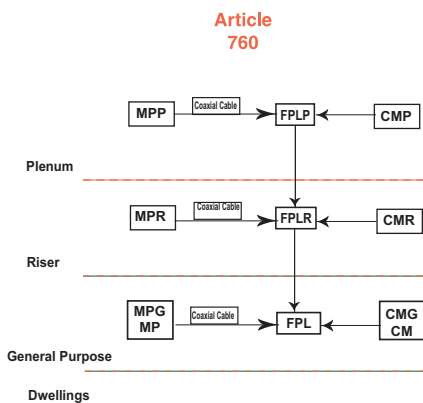 Article
760
MPP
Coaxial Cable
FPLP
CMP
Plenum
MPR
Coaxial Cable
FPLR
CMR
Riser
MPG
MP
Coaxial Cable
FPL
CMG
CM
General Purpose
Dwellings